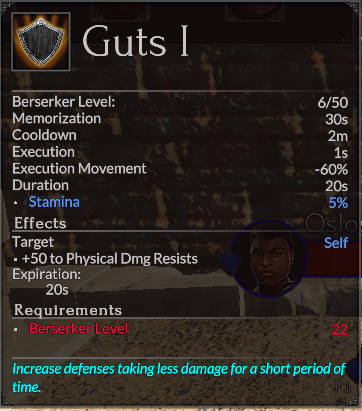 Guts I
Berserker Level: 6/50
Memorization 30s
Cooldown 2m
Execution 1s
Execution Movement -60%
Duration 20s
• Stamina 5%
Effects
Target Self
• +50 to Physical Dmg Resists
Expiration:
20s
Requirements
• Berserker Level 22
Increase defenses taking less damage for a short period of
time.
F1